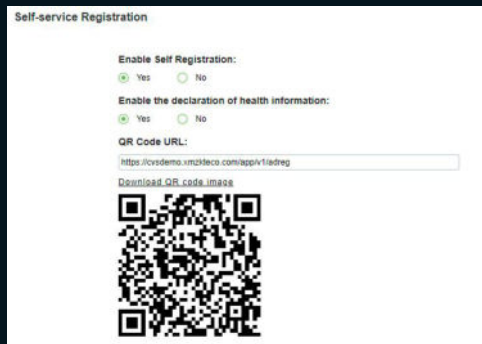 Self-service Registration
Enable Self Registration:
Yes No
Enable the declaration of health information:
Yes No
QR Code URL:
https://cvsdemo.xmzkteco.com/app/v1/adreg
Download QR code image